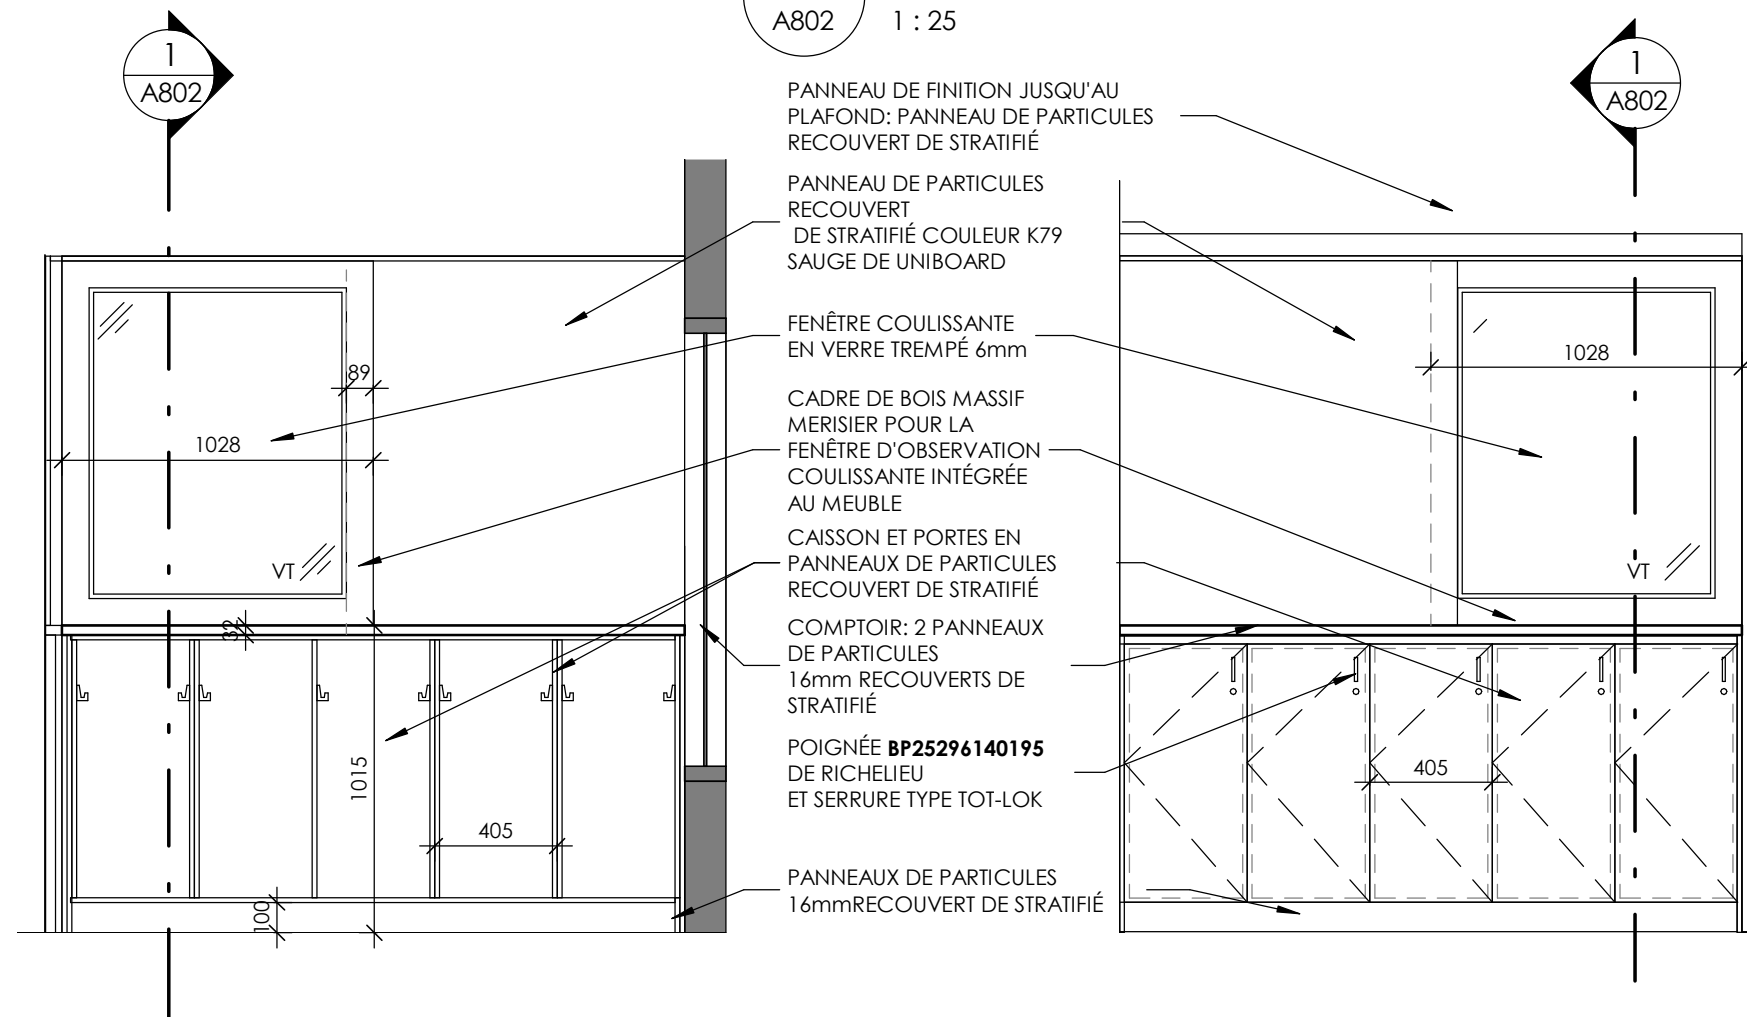 A802
1 : 25
1
A802
1
A802
PANNEAU DE FINITION JUSQU'AU
PLAFOND: PANNEAU DE PARTICULES
RECOUVERT DE STRATIFIÉ
PANNEAU DE PARTICULES
RECOUVERT
DE STRATIFIÉ COULEUR K79
SAUGE DE UNIBOARD
FENÊTRE COULISSANTE
EN VERRE TREMPÉ 6mm
CADRE DE BOIS MASSIF
MERISIER POUR LA
FENÊTRE D'OBSERVATION
COULISSANTE INTÉGRÉE
AU MEUBLE
CAISSON ET PORTES EN
PANNEAUX DE PARTICULES
RECOUVERT DE STRATIFIÉ
COMPTOIR: 2 PANNEAUX
DE PARTICULES
16mm RECOUVERTS DE
STRATIFIÉ
POIGNÉE BP25296140195
DE RICHELIEU
ET SERRURE TYPE TOT-LOK
PANNEAUX DE PARTICULES
16mmRECOUVERT DE STRATIFIÉ
89
1028
VT
32
1015
405
100
1028
VT
405